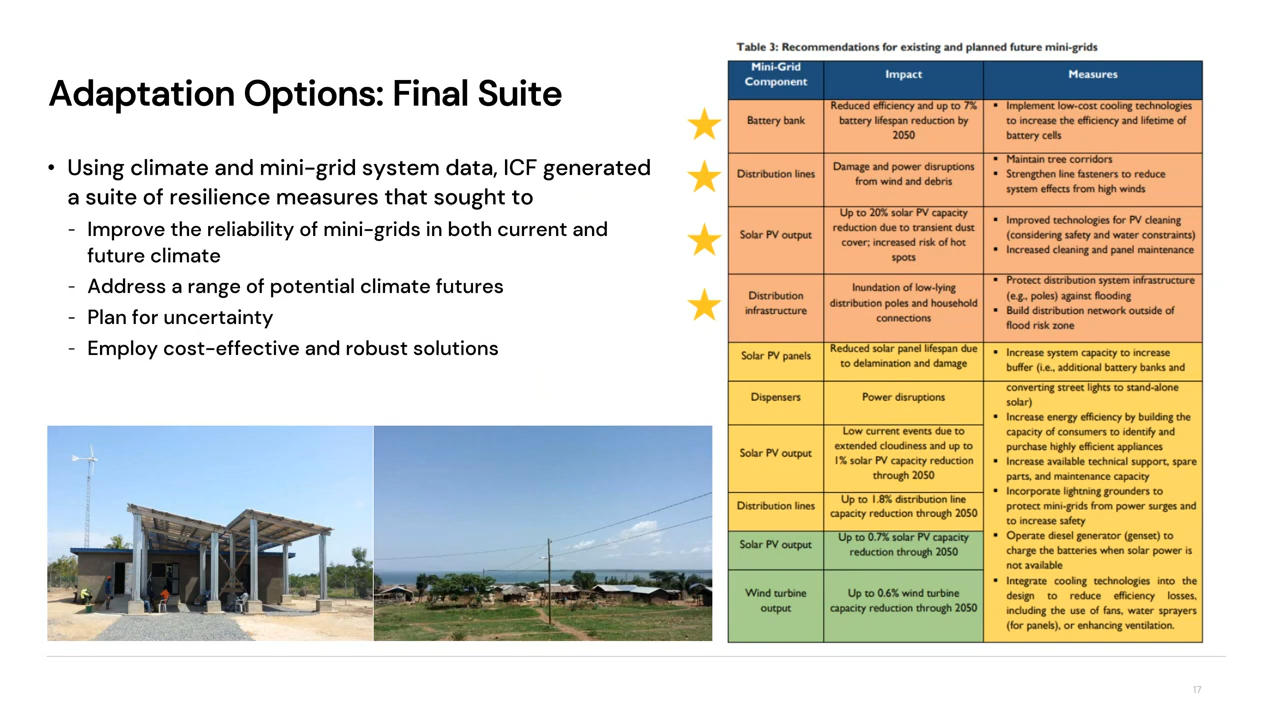 Adaptation Options: Final Suite
• Using climate and mini-grid system data, ICF generated
a suite of resilience measures that sought to
- Improve the reliability of mini-grids in both current and
future climate
- Address a range of potential climate futures
- Plan for uncertainty
- Employ cost-effective and robust solutions
Table 3: Recommendations for existing and planned future mini-grids
Mini-Grid
Component
Impact
Measures
Battery bank
Reduced efficiency and up to 7%
battery lifespan reduction by
2050
▪ Implement low-cost cooling technologies
to increase the efficiency and lifetime of
battery cells
Distribution lines
Damage and power disruptions
from wind and debris
▪ Maintain tree corridors
▪ Strengthen line fasteners to reduce
system effects from high winds
Solar PV output
Up to 20% solar PV capacity
reduction due to transient dust
cover; increased risk of hot
spots
▪ Improved technologies for PV cleaning
(considering safety and water constraints)
▪ Increased cleaning and panel maintenance
Distribution
infrastructure
Inundation of low-lying
distribution poles and household
connections
▪ Protect distribution system infrastructure
(e.g., poles) against flooding
▪ Build distribution network outside of
flood risk zone
Solar PV panels
Reduced solar panel lifespan due
to delamination and damage
▪ Increase system capacity to increase
buffer (i.e., additional battery banks and
Dispensers
Power disruptions
converting street lights to stand-alone
solar)
▪ Increase energy efficiency by building the
capacity of consumers to identify and
purchase highly efficient appliances
▪ Increase available technical support, spare
parts, and maintenance capacity
▪ Incorporate lightning grounders to
protect mini-grids from power surges and
to increase safety
▪ Operate diesel generator (genset) to
charge the batteries when solar power is
not available
▪ Integrate cooling technologies into the
design to reduce efficiency losses,
including the use of fans, water sprayers
(for panels), or enhancing ventilation.
Solar PV output
Low current events due to
extended cloudiness and up to
1% solar PV capacity reduction
through 2050
Distribution lines
Up to 1.8% distribution line
capacity reduction through 2050
Solar PV output
Up to 0.7% solar PV capacity
reduction through 2050
Wind turbine
output
Up to 0.6% wind turbine
capacity reduction through 2050
17